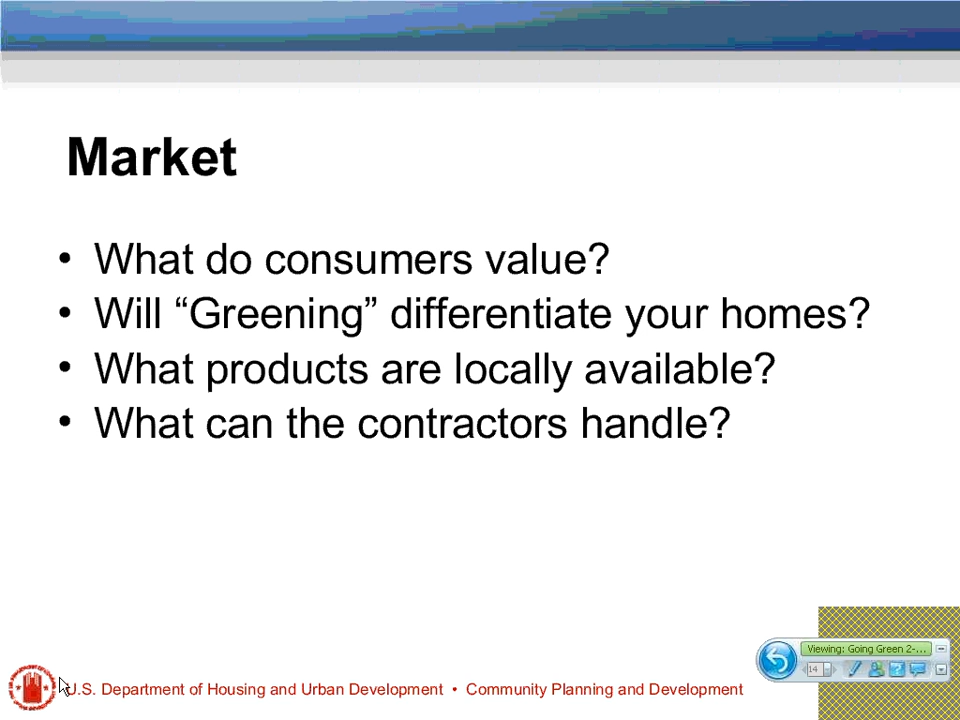 Market
• What do consumers value?
• Will “Greening” differentiate your homes?
• What products are locally available?
• What can the contractors handle?
Viewing: Going Green 2-...
14
U.S. Department of Housing and Urban Development • Community Planning and Development